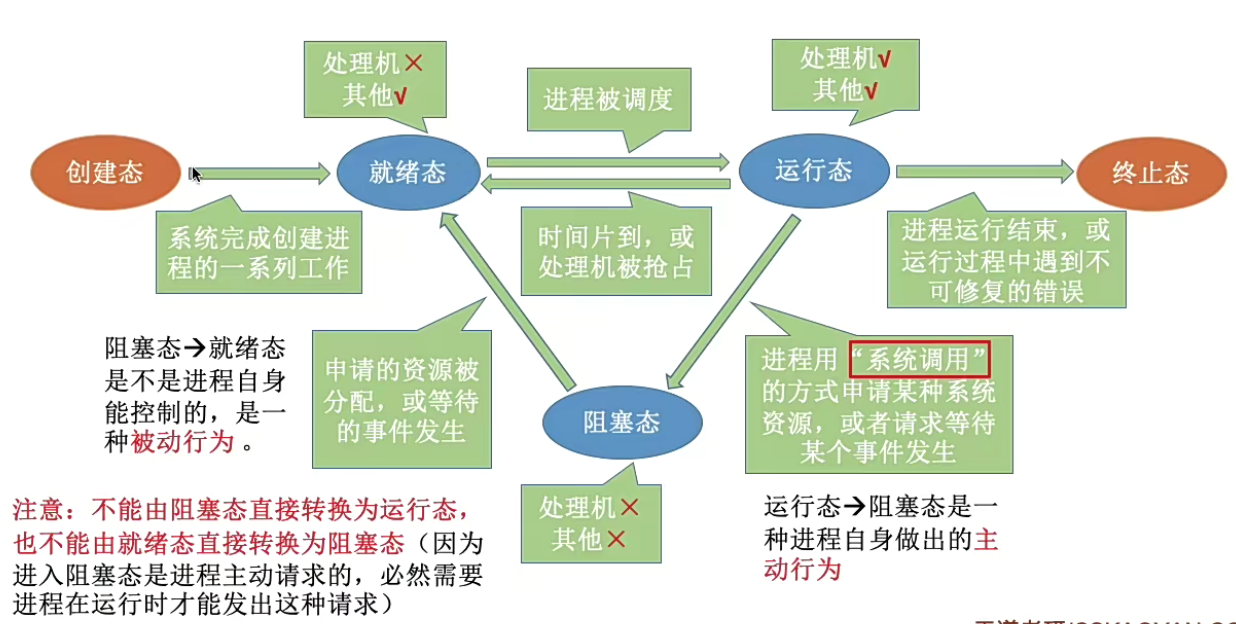 处理机×
其他√
进程被调度
处理机√
其他√
创建态
就绪态
运行态
终止态
系统完成创建进
程的一系列工作
时间片到，或
处理机被抢占
进程运行结束，或
运行过程中遇到不
可修复的错误
阻塞态→就绪态
是不是进程自身
能控制的，是一
种被动行为。
申请的资源被
分配，或等待
的事件发生
阻塞态
进程用“系统调用”
的方式申请某种系统
资源，或者请求等待
某个事件发生
处理机×
其他×
注意：不能由阻塞态直接转换为运行态，
也不能由就绪态直接转换为阻塞态（因为
进入阻塞态是进程主动请求的，必然需要
进程在运行时才能发出这种请求）
运行态→阻塞态是一
种进程自身做出的主
动行为